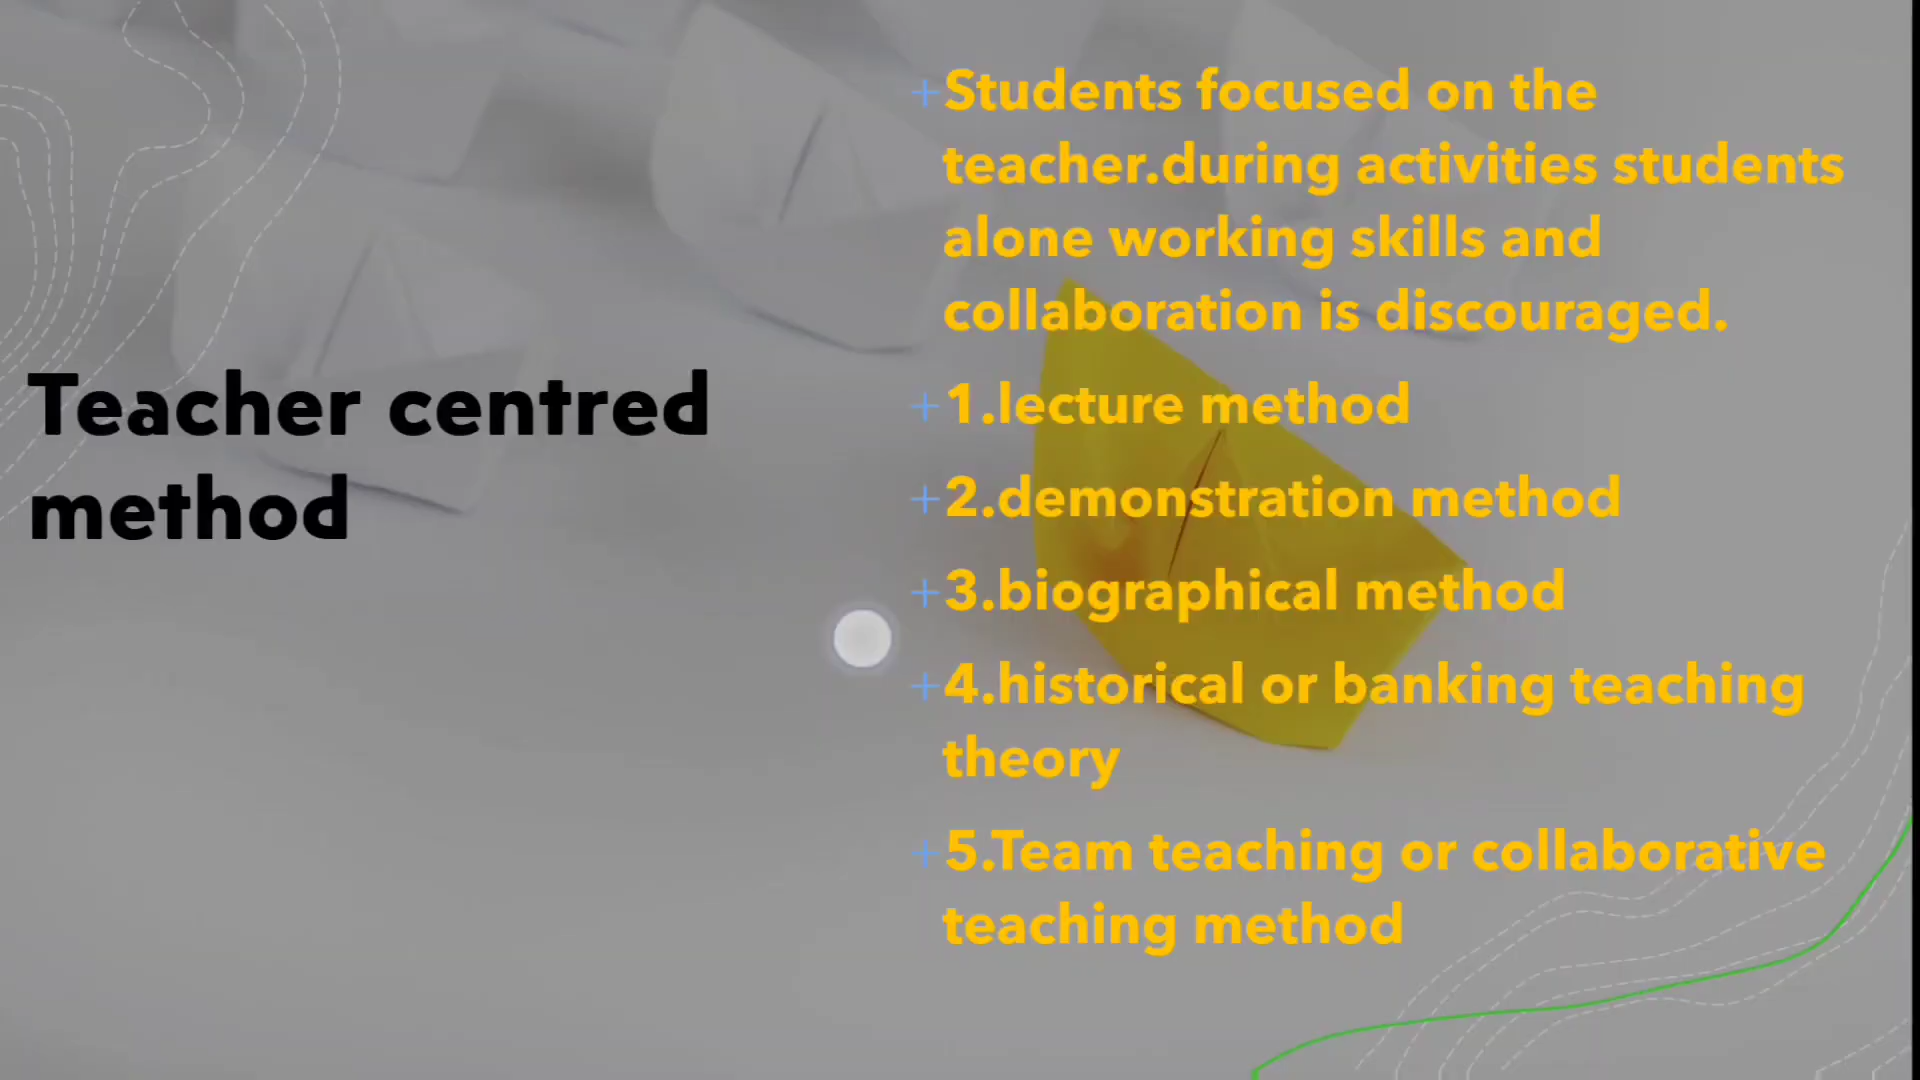 Teacher centred
method
+Students focused on the
teacher.during activities students
alone working skills and
collaboration is discouraged.
+1.lecture method
+2.demonstration method
+3.biographical method
+4.historical or banking teaching
theory
+5.Team teaching or collaborative
teaching method